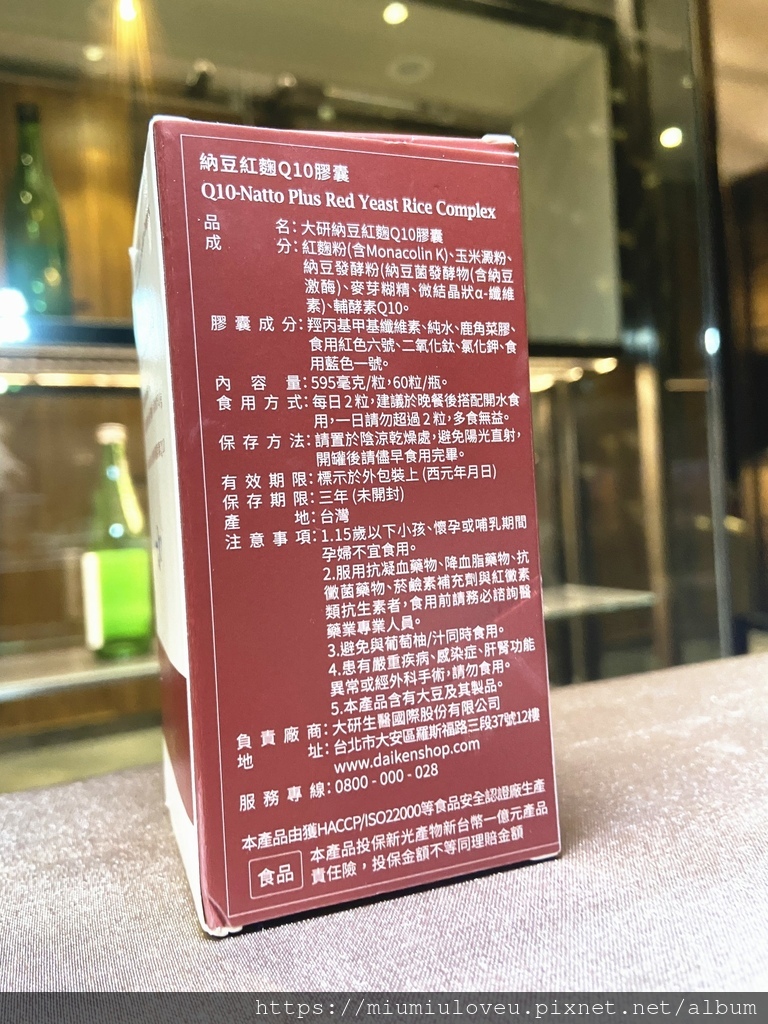 納豆紅麴Q10膠囊
Q10-Natto Plus Red Yeast Rice Complex
品名:大研納豆紅麴Q10膠囊
成分:紅麴粉(含Monacolin K)、玉米澱粉、
納豆發酵粉(納豆菌發酵物(含納豆
激酶)、麥芽糊精、微結晶狀α-纖維
素)、輔酵素Q10。
膠囊成分:羥丙基甲基纖維素、純水、鹿角菜膠、
食用紅色六號、二氧化鈦、氯化鉀、食
用藍色一號。
內容量:595毫克/粒,60粒/瓶。
食用方式:每日2粒,建議於晚餐後搭配開水食
用,一日請勿超過2粒,多食無益。
保存方法:請置於陰涼乾燥處,避免陽光直射,
開罐後請儘早食用完畢。
有效期限:標示於外包裝上(西元年月日)
保存期限:三年(未開封)
產地:台灣
注意事項:1.15歲以下小孩、懷孕或哺乳期間
孕婦不宜食用。
2.服用抗凝血藥物、降血脂藥物、抗
黴菌藥物、菸鹼素補充劑與紅黴素
類抗生素者,食用前請務必諮詢醫
藥業專業人員。
3.避免與葡萄柚/汁同時食用。
4.患有嚴重疾病、感染症、肝腎功能
異常或經外科手術,請勿食用。
5.本產品含有大豆及其製品。
負責廠商:大研生醫國際股份有限公司
地址:台北市大安區羅斯福路三段37號12樓
www.daikenshop.com
服務專線:0800-000-028
本產品由獲HACCP/ISO22000等食品安全認證廠生產
食品
本產品投保新光產物新台幣一億元產品
責任險,投保金額不等同理賠金額
https://miumiuloveu.pixnet.net/album